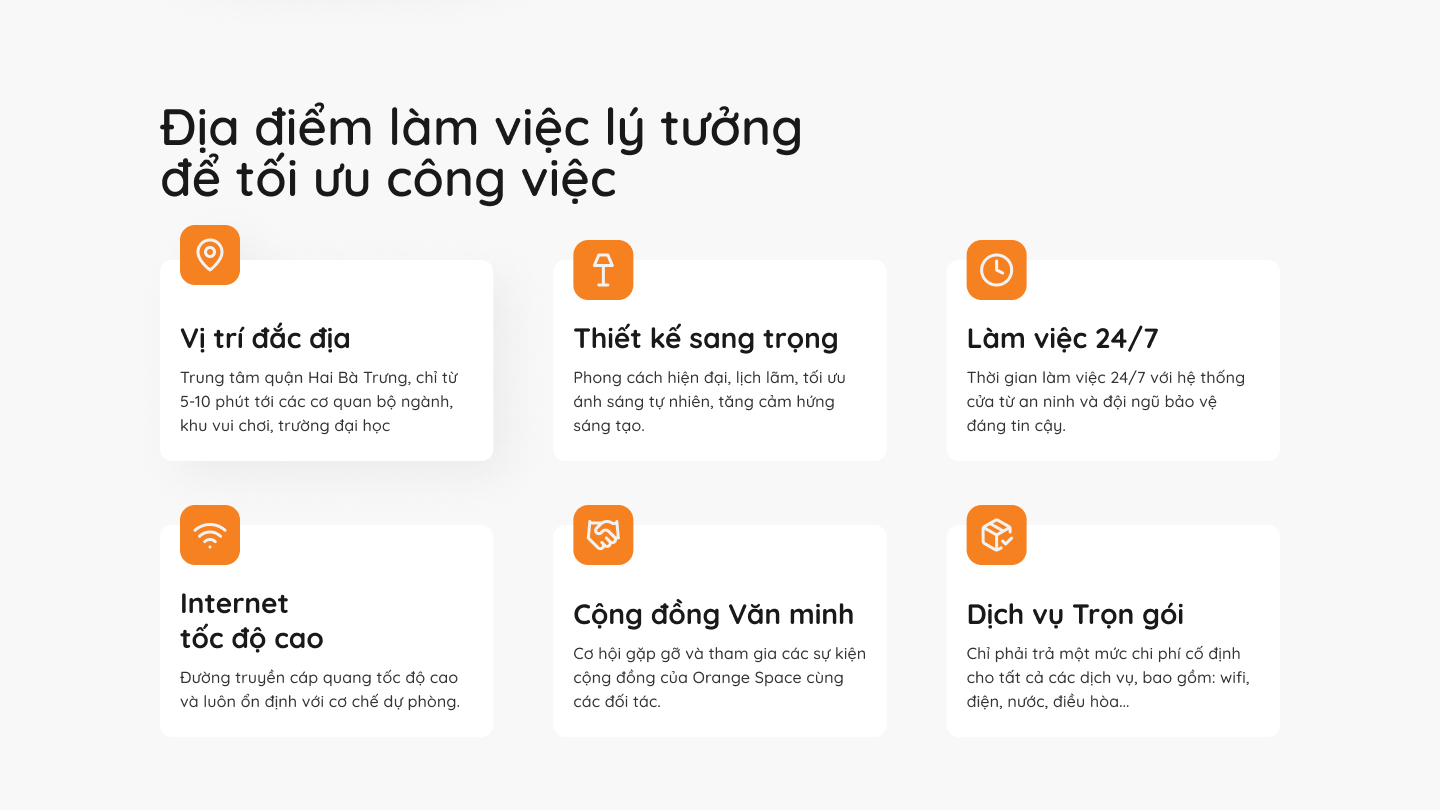 Địa điểm làm việc lý tưởng
để tối ưu công việc
Vị trí đắc địa
Trung tâm quận Hai Bà Trưng, chỉ từ
5-10 phút tới các cơ quan bộ ngành,
khu vui chơi, trường đại học
Thiết kế sang trọng
Phong cách hiện đại, lịch lãm, tối ưu
ánh sáng tự nhiên, tăng cảm hứng
sáng tạo.
Làm việc 24/7
Thời gian làm việc 24/7 với hệ thống
cửa từ an ninh và đội ngũ bảo vệ
đáng tin cậy.
Internet
tốc độ cao
Đường truyền cáp quang tốc độ cao
và luôn ổn định với cơ chế dự phòng.
Cộng đồng Văn minh
Cơ hội gặp gỡ và tham gia các sự kiện
cộng đồng của Orange Space cùng
các đối tác.
Dịch vụ Trọn gói
Chỉ phải trả một mức chi phí cố định
cho tất cả các dịch vụ, bao gồm: wifi,
điện, nước, điều hòa...